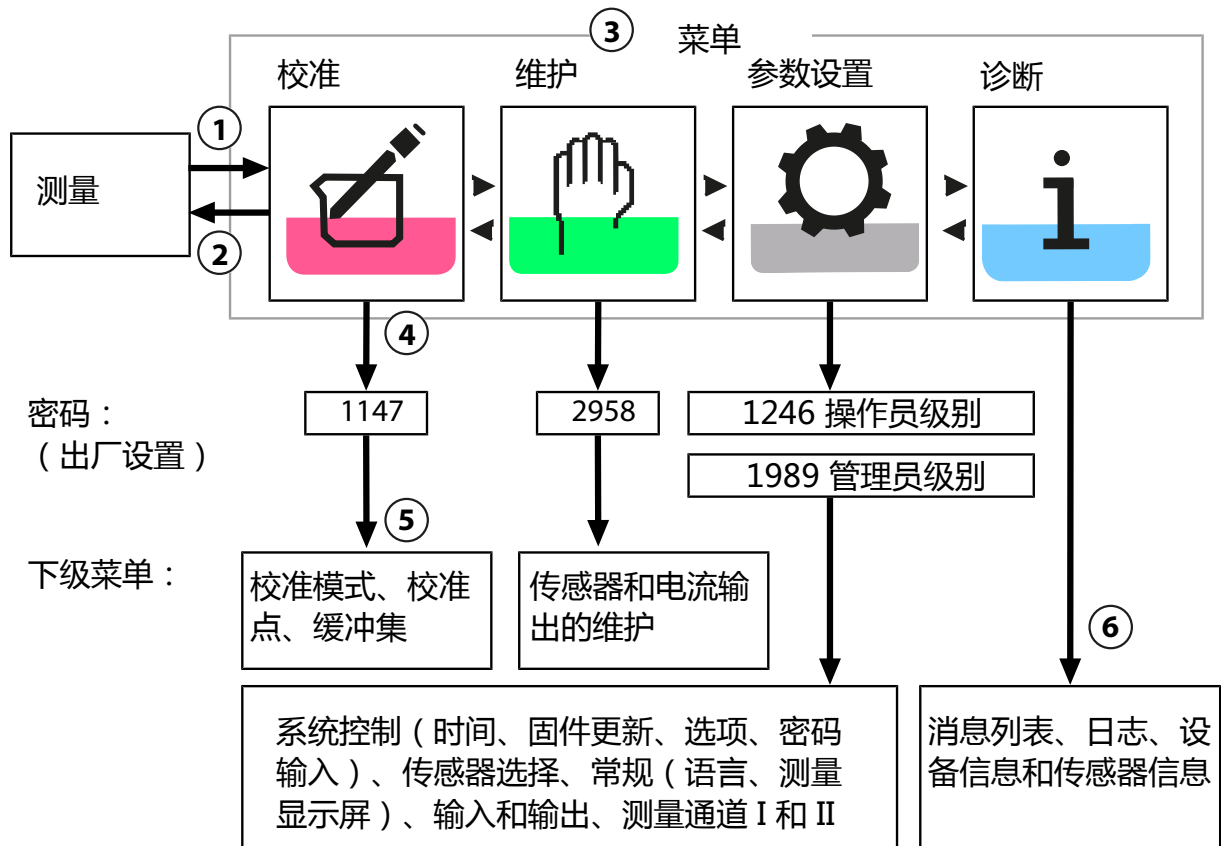 ③ 菜单
校准 维护 参数设置 诊断
①
测量
②
④
密码：
（出厂设置）
1147 2958 1246 操作员级别
1989 管理员级别
⑤
下级菜单：
校准模式、校准
点、缓冲集
传感器和电流输
出的维护
⑥
系统控制（时间、固件更新、选项、密码
输入）、传感器选择、常规（语言、测量
显示屏）、输入和输出、测量通道 I 和 II
消息列表、日志、设
备信息和传感器信息